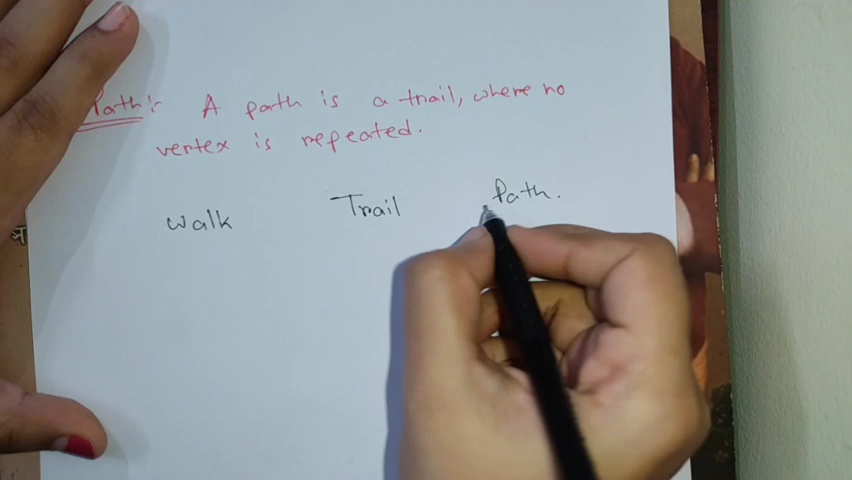 Path :- A path is a trail, where no
vertex is repeated.
Walk Trail Path.